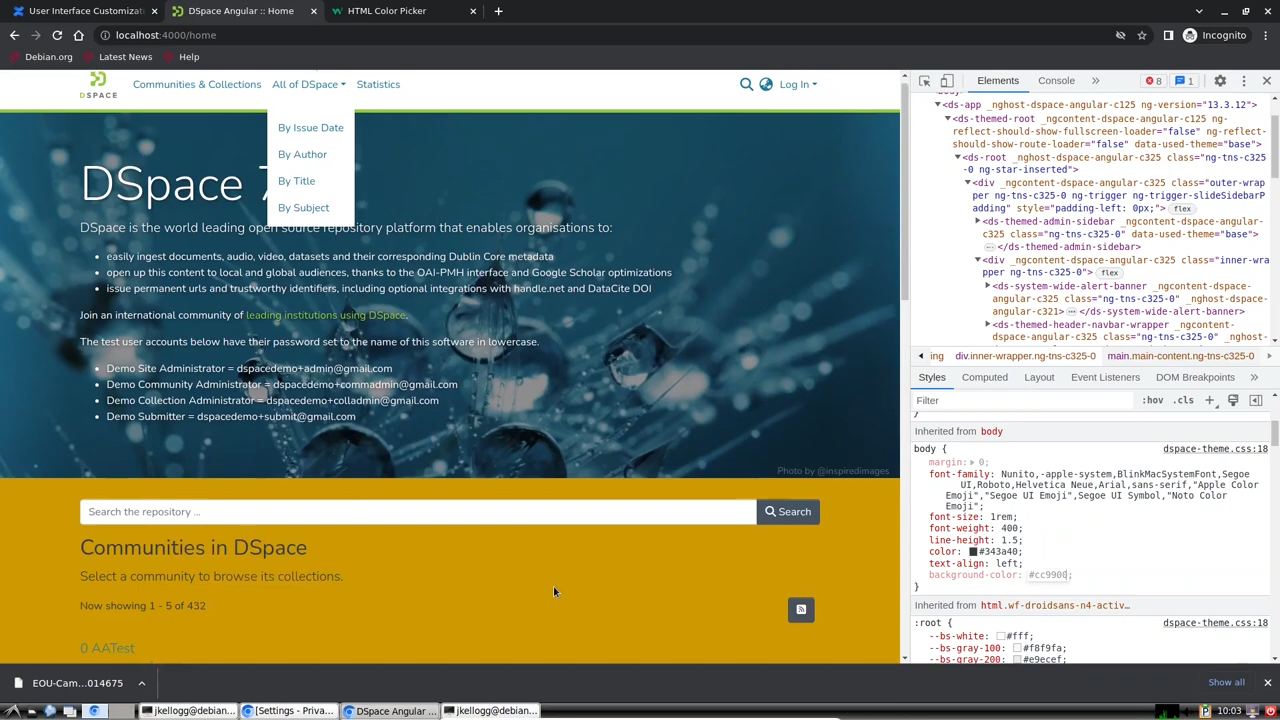 User Interface Customizat
DSpace Angular :: Home
HTML Color Picker
localhost:4000/home
Incognito
Debian.org
Latest News
Help
DSPACE
Communities & Collections
All of DSpace
Statistics
Log In
By Issue Date
By Author
By Title
By Subject
DSpace 7
DSpace is the world leading open source repository platform that enables organisations to:
easily ingest documents, audio, video, datasets and their corresponding Dublin Core metadata
open up this content to local and global audiences, thanks to the OAI-PMH interface and Google Scholar optimizations
issue permanent urls and trustworthy identifiers, including optional integrations with handle.net and DataCite DOI
Join an international community of leading institutions using DSpace.
The test user accounts below have their password set to the name of this software in lowercase.
Demo Site Administrator = dspacedemo+admin@gmail.com
Demo Community Administrator = dspacedemo+commadmin@gmail.com
Demo Collection Administrator = dspacedemo+colladmin@gmail.com
Demo Submitter = dspacedemo+submit@gmail.com
Photo by @inspiredimages
Search the repository ...
Search
Communities in DSpace
Select a community to browse its collections.
Now showing 1 - 5 of 432
0 AATest
Elements
Console
8
1
<ds-app _nghost-dspace-angular-c125 ng-version="13.3.12">
<ds-themed-root _ngcontent-dspace-angular-c125 ng-
reflect-should-show-fullscreen-loader="false" ng-reflect-
should-show-route-loader="false" data-used-theme="base">
<ds-root _nghost-dspace-angular-c325 class="ng-tns-c325
-0 ng-star-inserted">
<div _ngcontent-dspace-angular-c325 class="outer-wrap
per ng-tns-c325-0 ng-trigger ng-trigger-slideSidebarP
adding" style="padding-left: 0px;"> flex
<ds-themed-admin-sidebar _ngcontent-dspace-angular-
c325 class="ng-tns-c325-0" data-used-theme="base">
… </ds-themed-admin-sidebar>
<div _ngcontent-dspace-angular-c325 class="inner-wra
pper ng-tns-c325-0"> flex
<ds-system-wide-alert-banner _ngcontent-dspace-
angular-c325 class="ng-tns-c325-0" _nghost-dspace-
angular-c321> … </ds-system-wide-alert-banner>
<ds-themed-header-navbar-wrapper _ngcontent-
dspace-angular-c325 class="ng-tns-c325-0"
ing
div.inner-wrapper.ng-tns-c325-0
main.main-content.ng-tns-c325-0
Styles
Computed
Layout
Event Listeners
DOM Breakpoints
Filter
:hov
.cls
}
Inherited from body
body {
dspace-theme.css:18
margin: 0;
font-family: Nunito,-apple-system,BlinkMacSystemFont,Segoe
UI,Roboto,Helvetica Neue,Arial,sans-serif,"Apple Color
Emoji","Segoe UI Emoji",Segoe UI Symbol,"Noto Color
Emoji";
font-size: 1rem;
font-weight: 400;
line-height: 1.5;
color: #343a40;
text-align: left;
background-color: #cc9900;
}
Inherited from html.wf-droidsans-n4-activ…
:root {
dspace-theme.css:18
--bs-white: #fff;
--bs-gray-100: #f8f9fa;
--bs-gray-200: #e9ecef;
EOU-Cam....014675
Show all
jkellogg@debian...
[Settings - Priva...
DSpace Angular ...
jkellogg@debian...
10:03